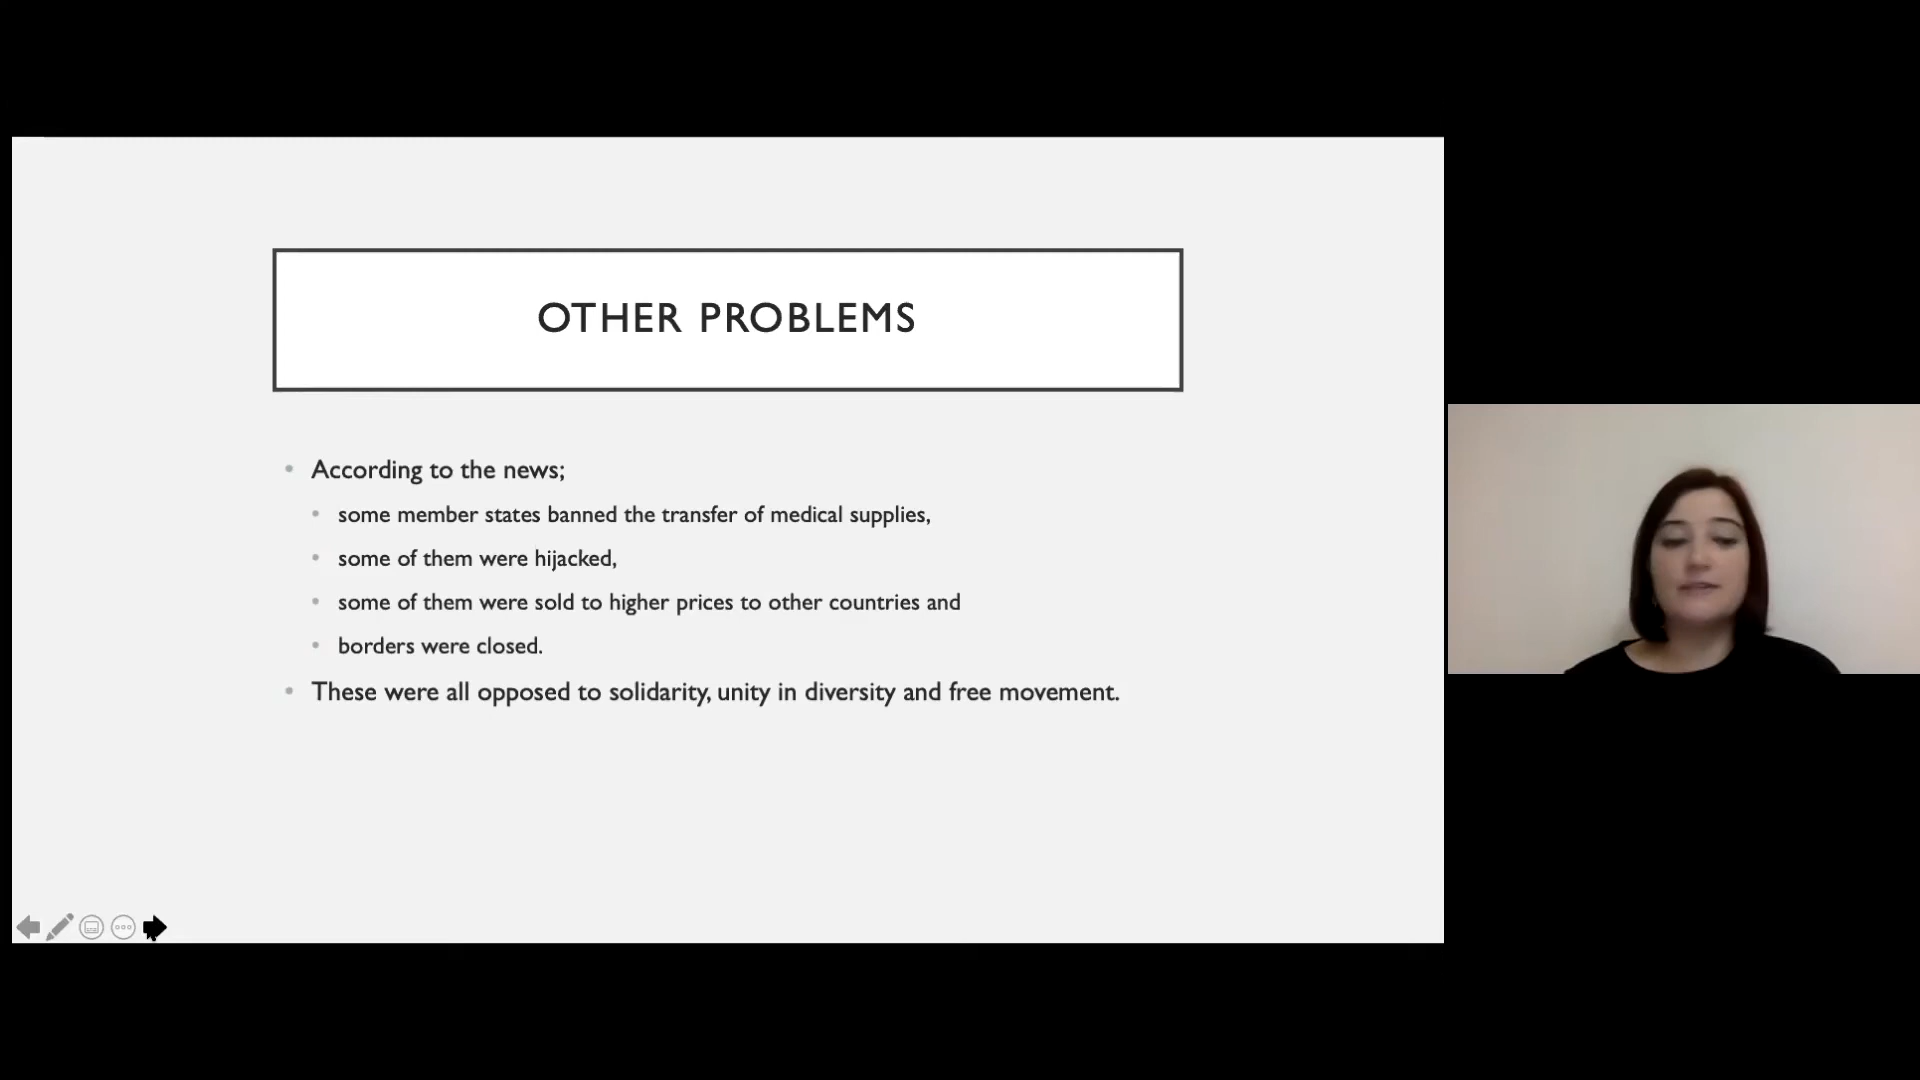 OTHER PROBLEMS
According to the news;
some member states banned the transfer of medical supplies,
some of them were hijacked,
some of them were sold to higher prices to other countries and
borders were closed.
These were all opposed to solidarity, unity in diversity and free movement.